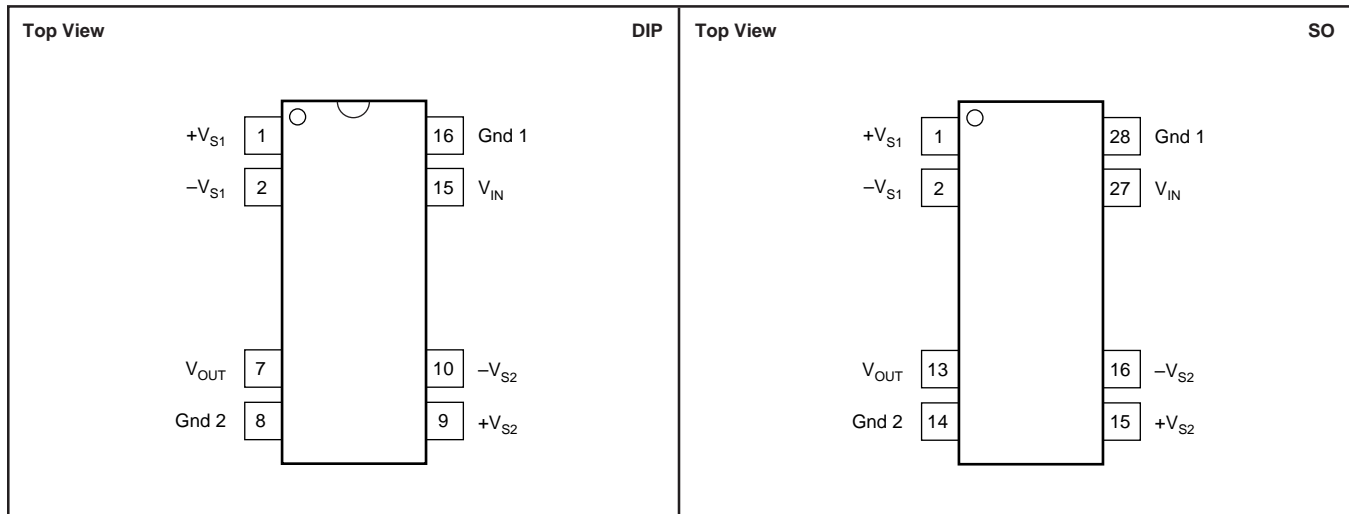 Top View DIP
+VS1 1 16 Gnd 1
–VS1 2 15 VIN
VOUT 7 10 –VS2
Gnd 2 8 9 +VS2
Top View SO
+VS1 1 28 Gnd 1
–VS1 2 27 VIN
VOUT 13 16 –VS2
Gnd 2 14 15 +VS2